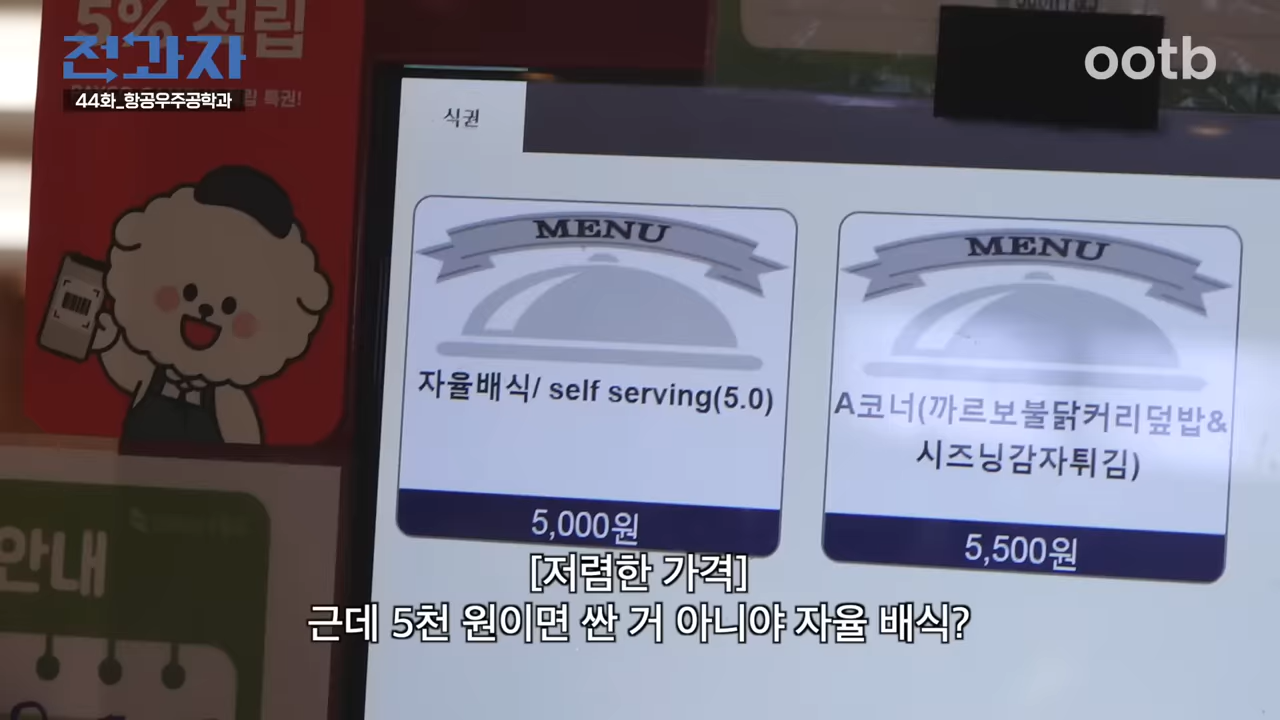 5% 적립
전과자
44화_항공우주공학과
립 특권!
ootb
식권
MENU
자율배식/ self serving(5.0)
5,000원
MENU
A코너(까르보불닭커리덮밥&
시즈닝감자튀김)
5,500원
안내
[저렴한 가격]
근데 5천 원이면 싼 거 아니야 자율 배식?